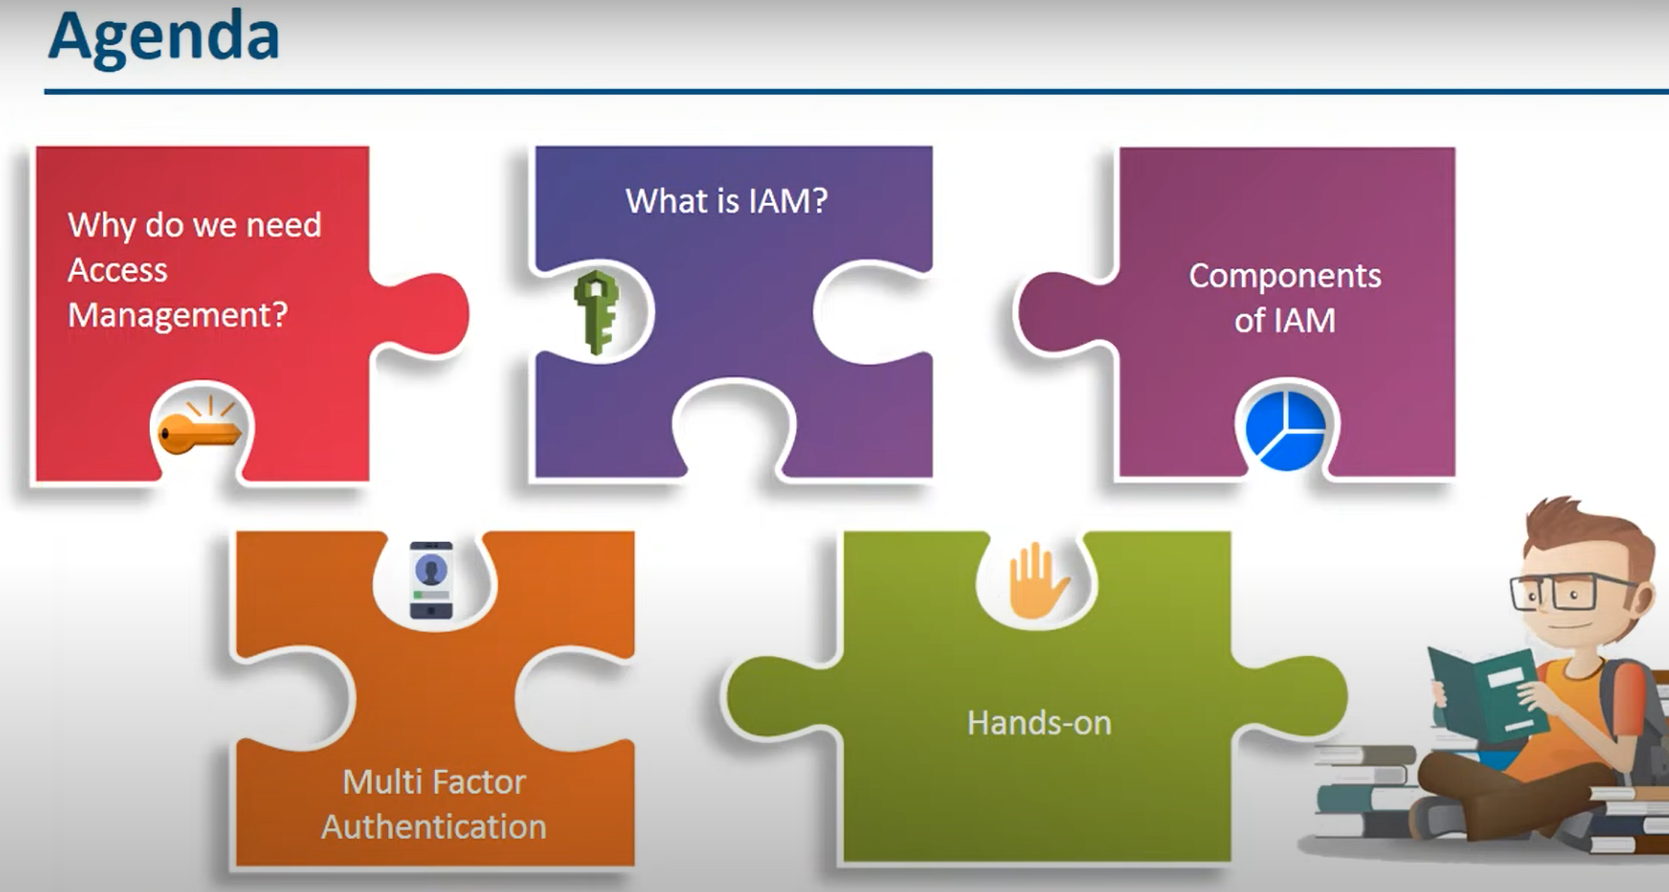 Agenda
Why do we need
Access
Management?
What is IAM?
Components
of IAM
Multi Factor
Authentication
Hands-on